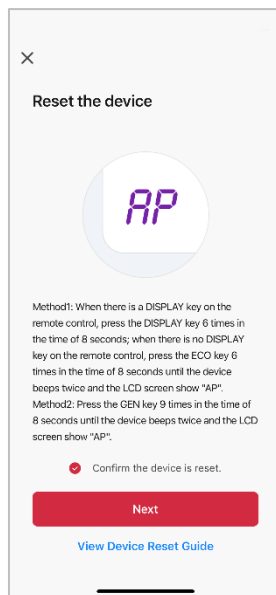 Reset the device
AP
Method1: When there is a DISPLAY key on the
remote control, press the DISPLAY key 6 times in
the time of 8 seconds; when there is no DISPLAY
key on the remote control, press the ECO key 6
times in the time of 8 seconds until the device
beeps twice and the LCD screen show "AP".
Method2: Press the GEN key 9 times in the time of
8 seconds until the device beeps twice and the LCD
screen show "AP".
Confirm the device is reset.
Next
View Device Reset Guide